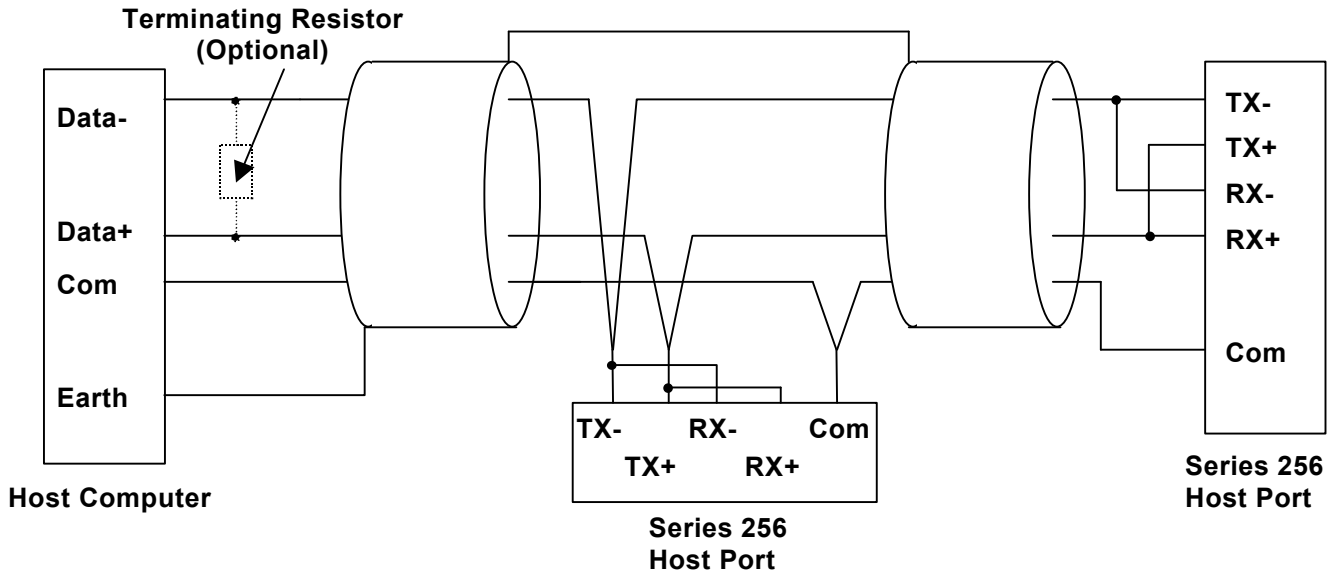 Terminating Resistor
(Optional)
Data-
Data+
Com
Earth
Host Computer
TX-
RX-
Com
TX+
RX+
Series 256
Host Port
TX-
TX+
RX-
RX+
Com
Series 256
Host Port